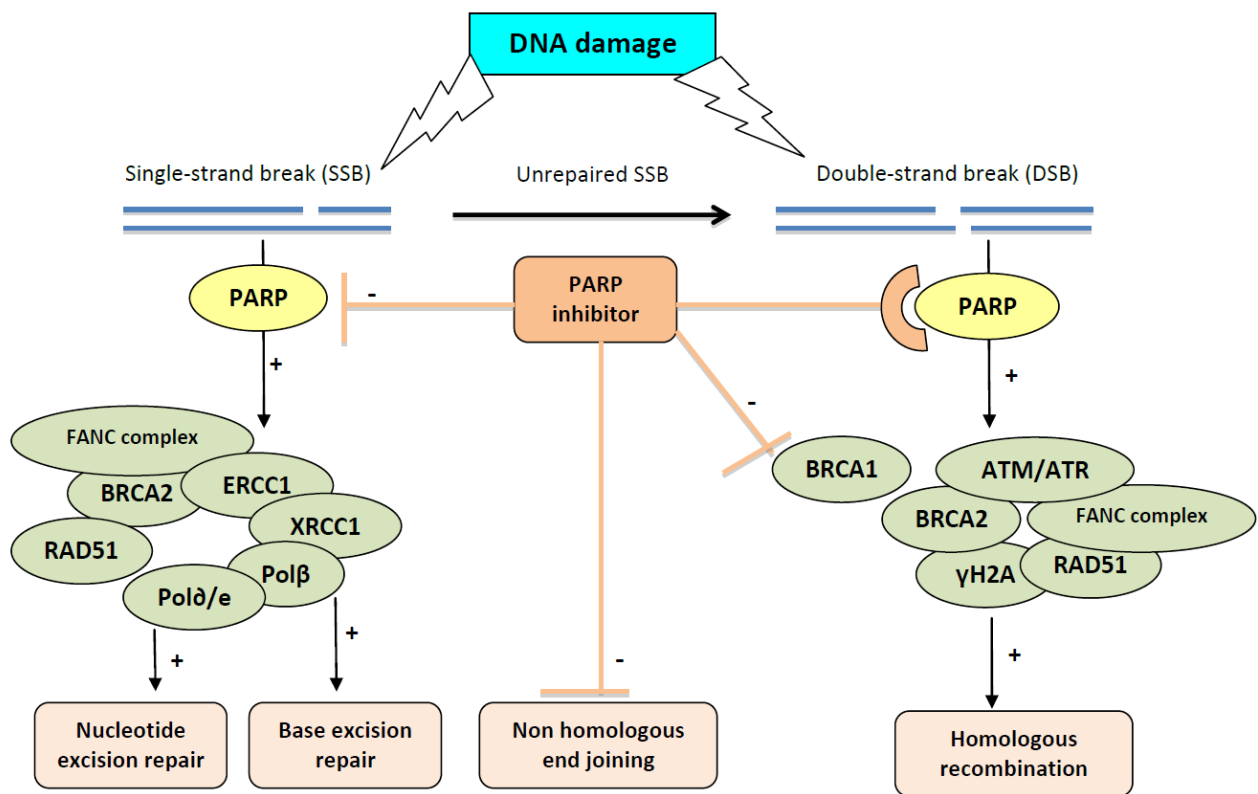 DNA damage
Single-strand break (SSB)
Unrepaired SSB
Double-strand break (DSB)
PARP
-
PARP
inhibitor
PARP
+
+
-
FANC complex
BRCA2
ERCC1
XRCC1
RAD51
Polβ
Pol∂/e
BRCA1
ATM/ATR
BRCA2
FANC complex
γH2A
RAD51
+
+
-
+
Nucleotide
excision repair
Base excision
repair
Non homologous
end joining
Homologous
recombination